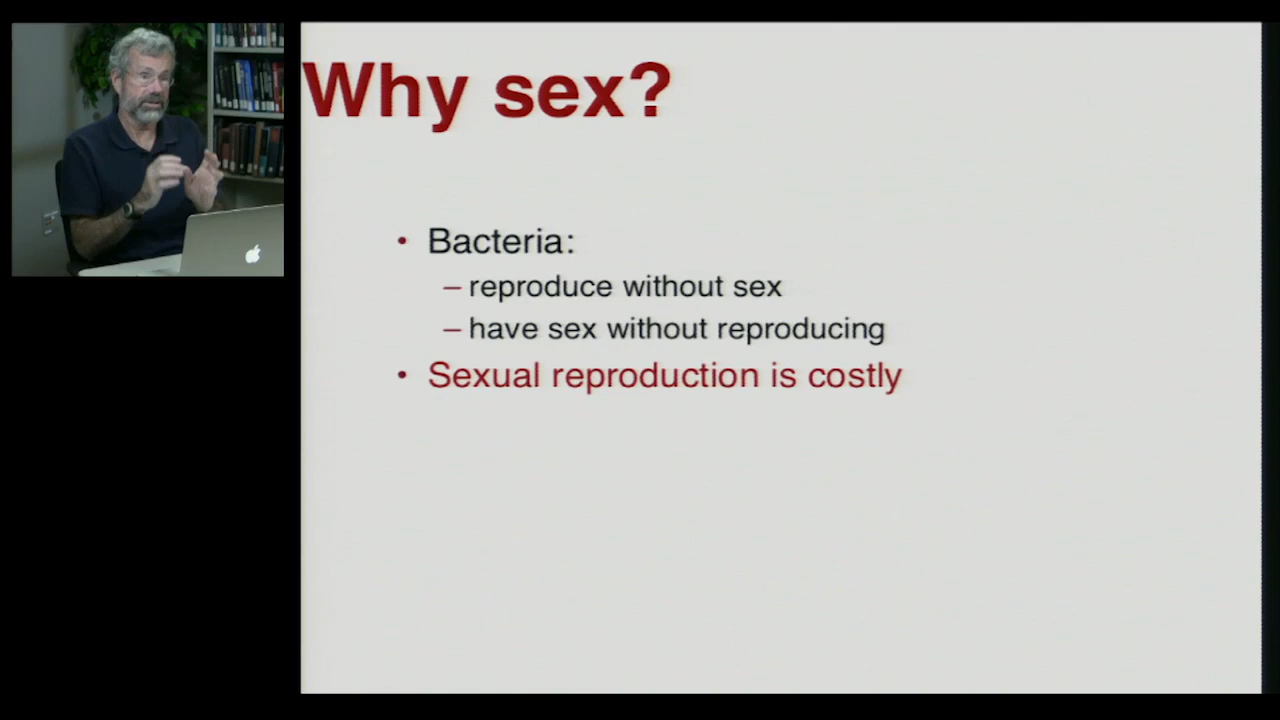 Why sex?
• Bacteria:
– reproduce without sex
– have sex without reproducing
• Sexual reproduction is costly